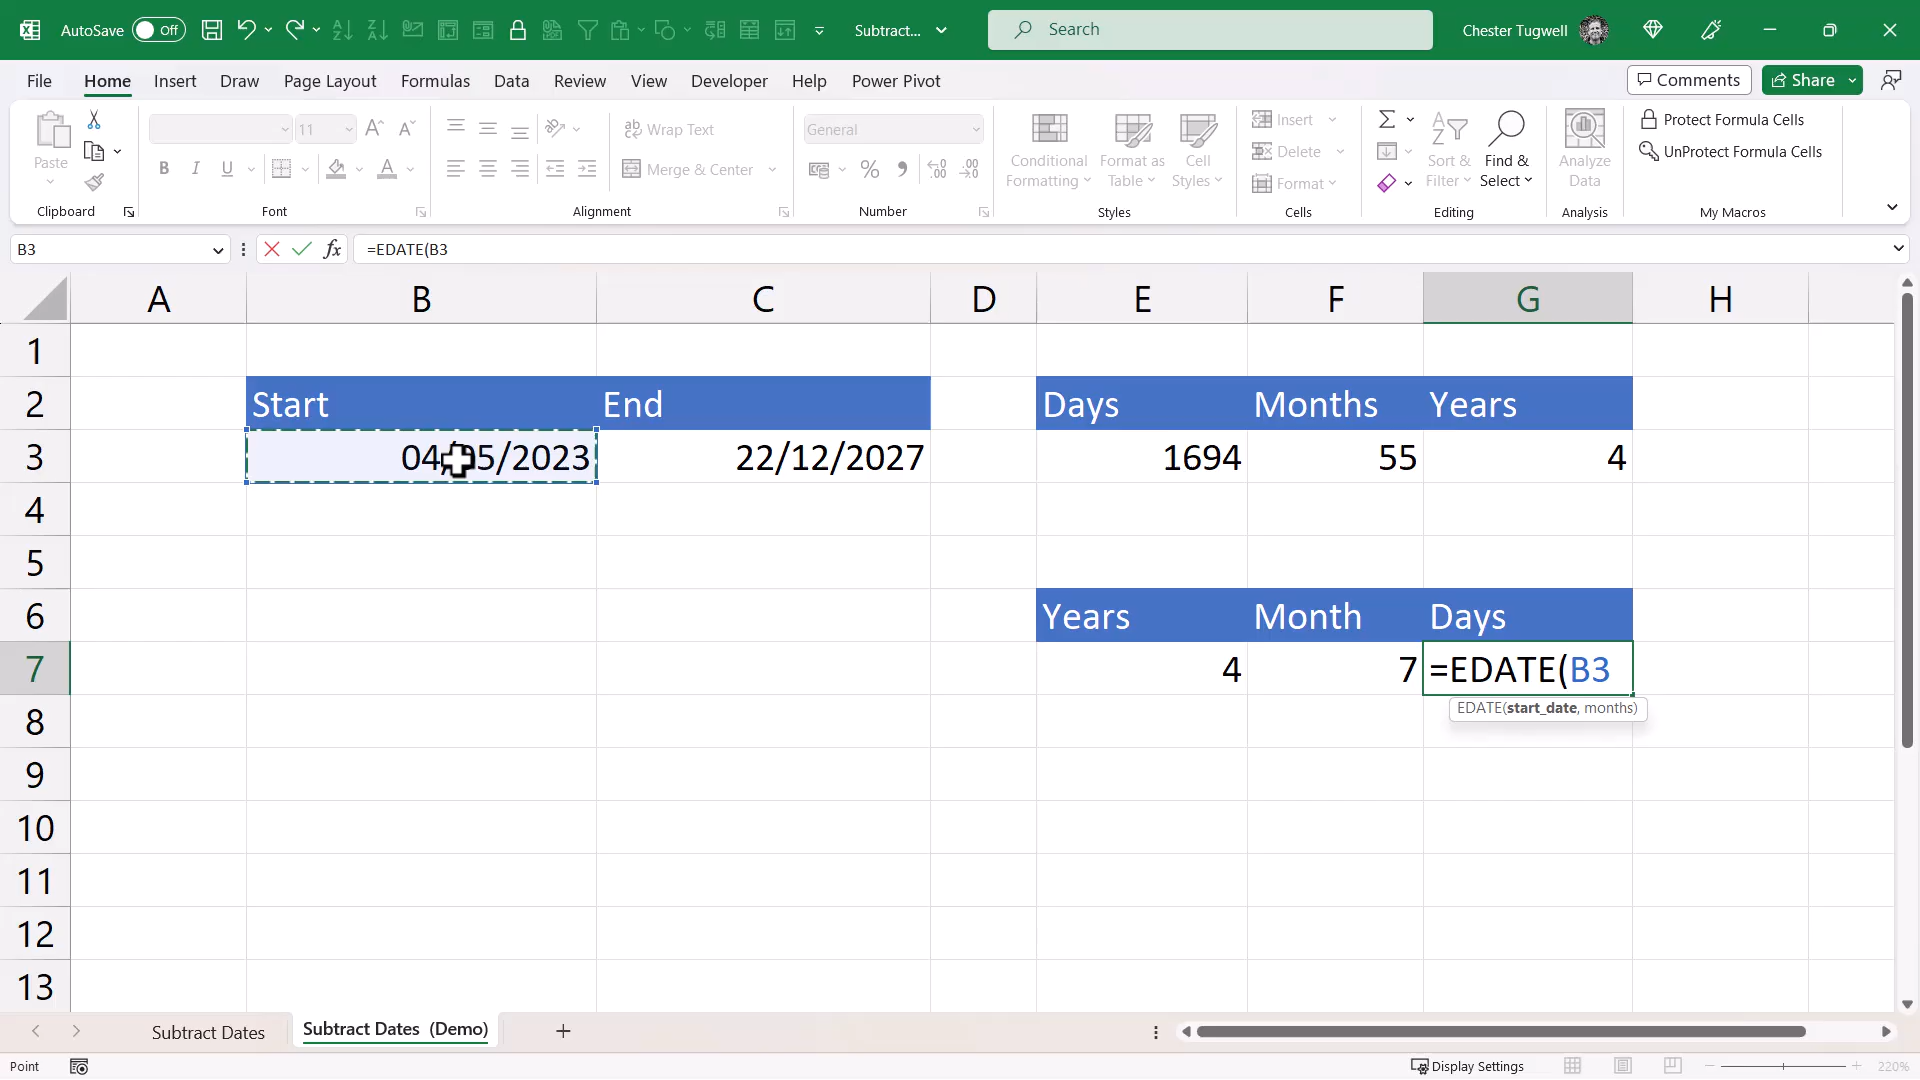 AutoSave Off Subtract... Search Chester Tugwell
File Home Insert Draw Page Layout Formulas Data Review View Developer Help Power Pivot Comments Share
Paste
Clipboard
11
B I U
Font
Wrap Text
Merge & Center
Alignment
General
Number
Conditional Formatting
Format as Table
Cell Styles
Styles
Insert
Delete
Format
Cells
Sort & Filter
Find & Select
Editing
Analyze Data
Analysis
Protect Formula Cells
UnProtect Formula Cells
My Macros
B3 fx =EDATE(B3
A B C D E F G H
1
2 Start End Days Months Years
3 04/05/2023 22/12/2027 1694 55 4
4
5
6 Years Month Days
7 4 7 =EDATE(B3
EDATE(start_date, months)
8
9
10
11
12
13
Subtract Dates Subtract Dates (Demo)
Point Display Settings 220%